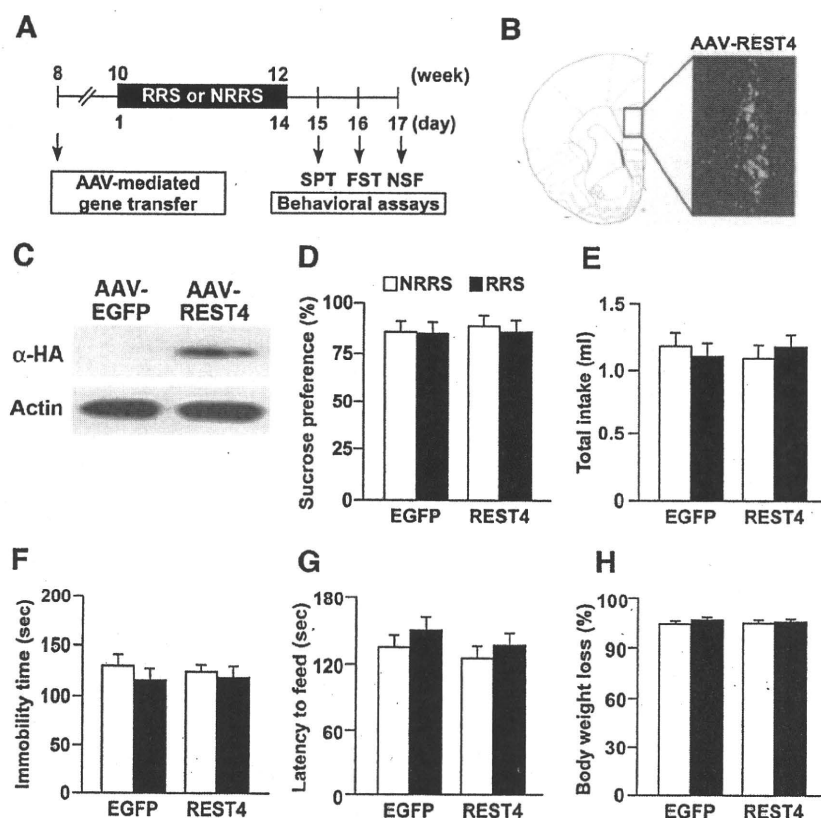 A
8
10
12
(week)
RRS or NRRS
1
14
15
16
17
(day)
SPT
FST
NSF
AAV-mediated
gene transfer
Behavioral assays
B
AAV-REST4
C
AAV-
EGFP
AAV-
REST4
α-HA
Actin
D
NRRS
RRS
Sucrose preference (%)
100
75
50
25
0
EGFP
REST4
E
Total intake (ml)
1.5
1.0
1.5
0
EGFP
REST4
F
Immobility time (sec)
200
150
100
50
0
EGFP
REST4
G
Latency to feed (sec)
180
120
60
0
EGFP
REST4
H
Body weight loss (%)
100
90
60
30
0
EGFP
REST4